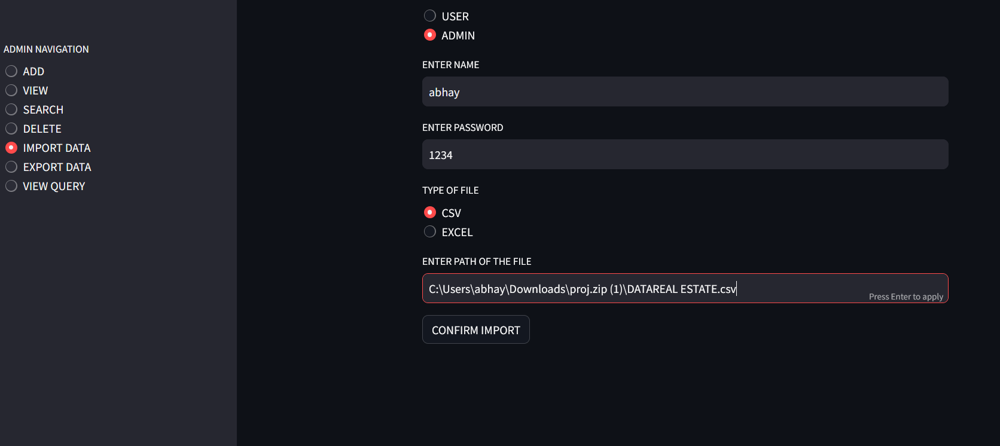 ADMIN NAVIGATION
ADD
VIEW
SEARCH
DELETE
IMPORT DATA
EXPORT DATA
VIEW QUERY
USER
ADMIN
ENTER NAME
abhay
ENTER PASSWORD
1234
TYPE OF FILE
CSV
EXCEL
ENTER PATH OF THE FILE
C:\Users\abhay\Downloads\proj.zip (1)\DATAREAL ESTATE.csv
Press Enter to apply
CONFIRM IMPORT